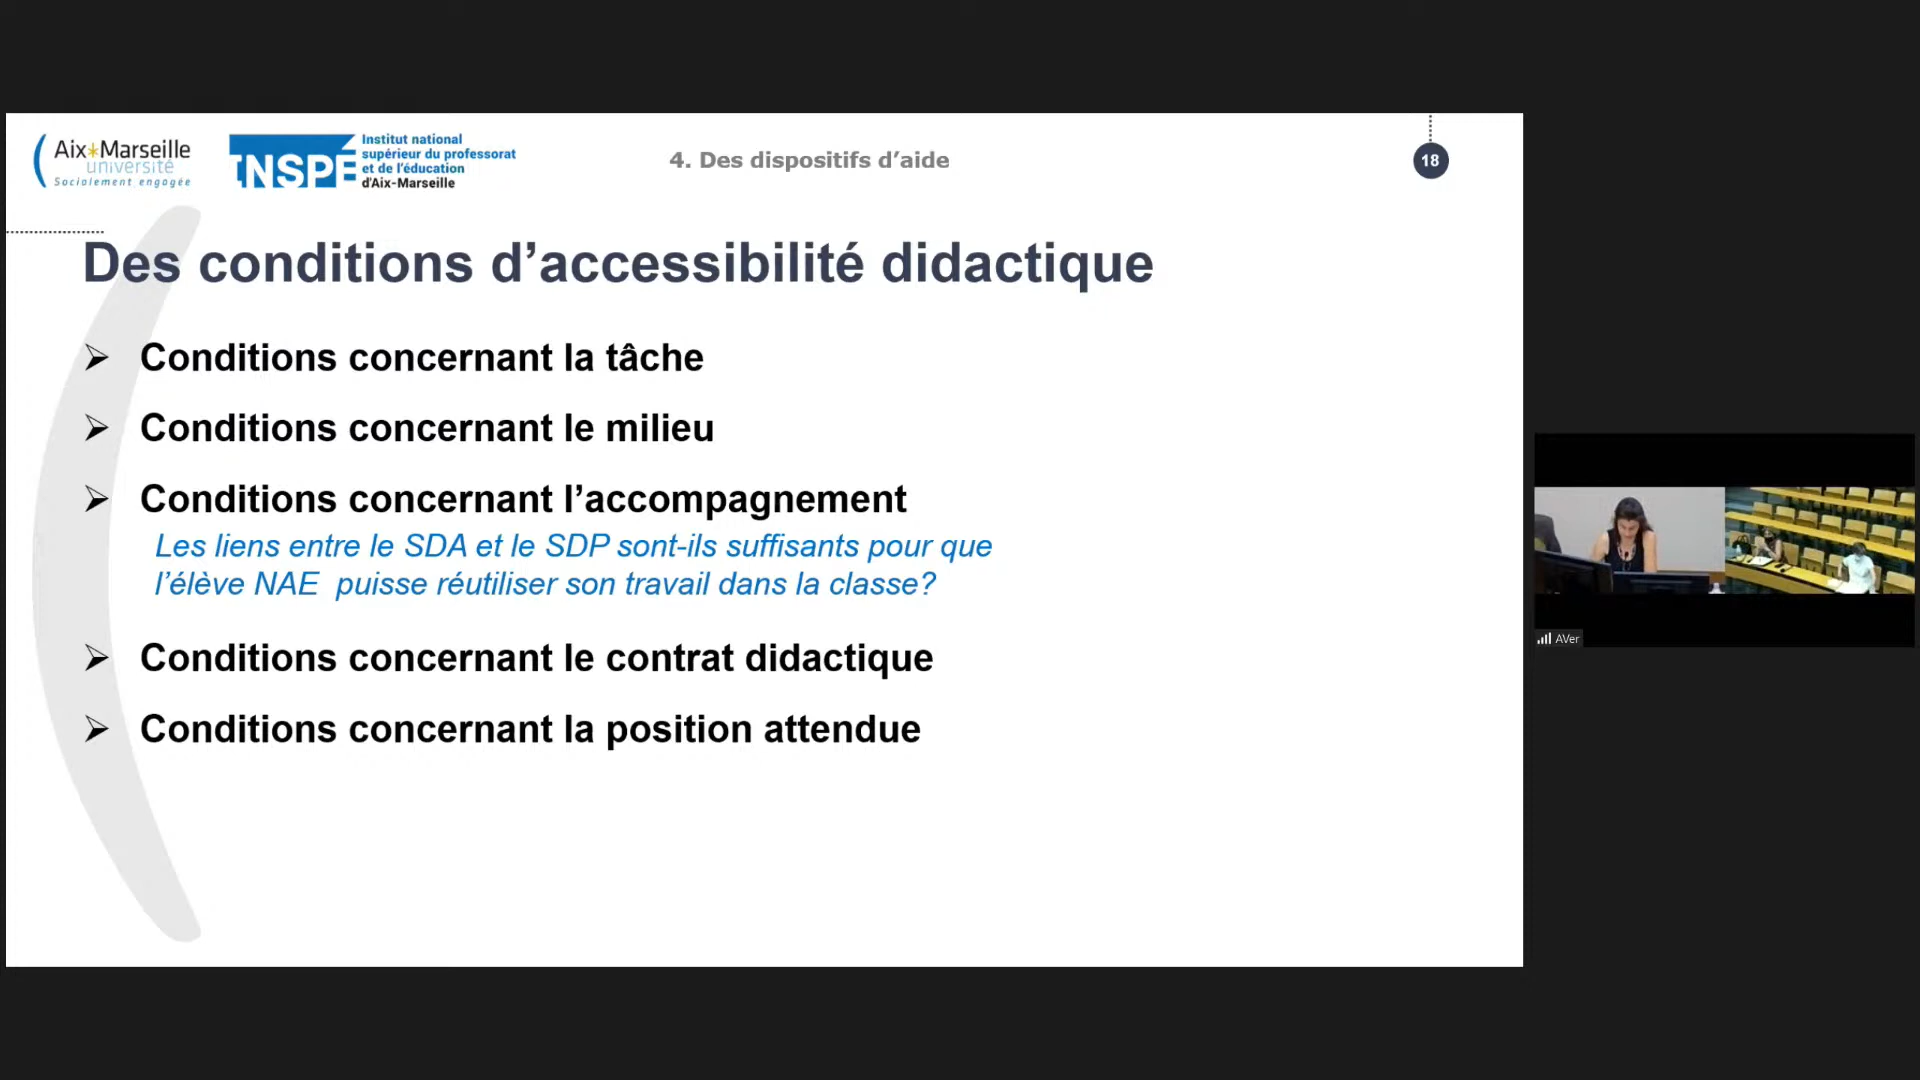 Aix*Marseille
université
Socialement engagée
INSPÉ
Institut national
supérieur du professorat
et de l'éducation
d'Aix-Marseille
4. Des dispositifs d’aide
18
Des conditions d’accessibilité didactique
➢ Conditions concernant la tâche
➢ Conditions concernant le milieu
➢ Conditions concernant l’accompagnement
Les liens entre le SDA et le SDP sont-ils suffisants pour que
l’élève NAE puisse réutiliser son travail dans la classe?
➢ Conditions concernant le contrat didactique
➢ Conditions concernant la position attendue
AVer